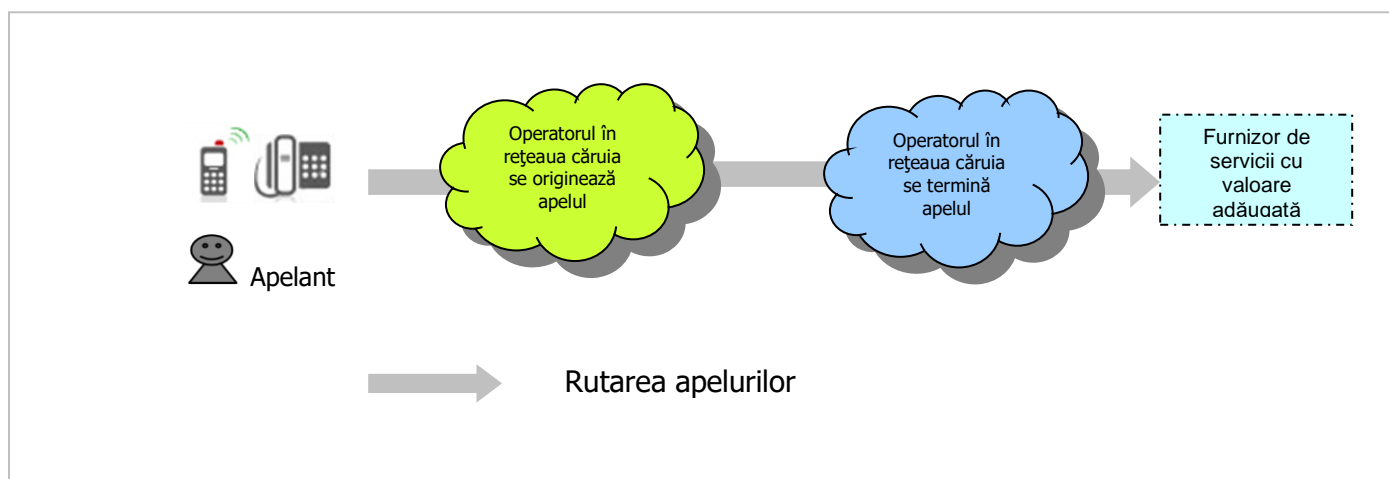 Operatorul în
reţeaua căruia
se originează
apelul
Operatorul în
reţeaua căruia
se termină
apelul
Furnizor de
servicii cu
valoare
adăugată
Apelant
Rutarea apelurilor